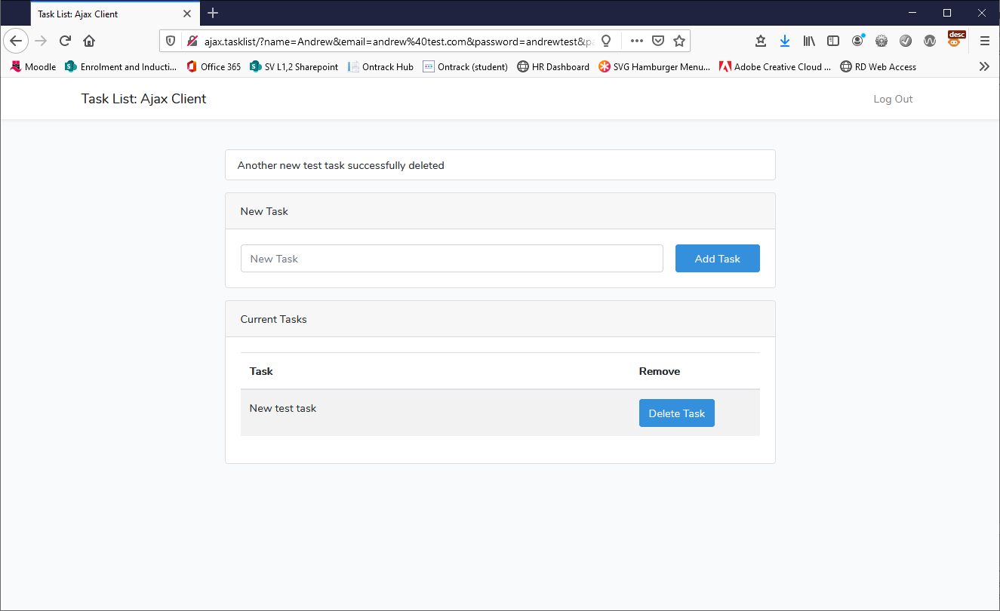 Task List: Ajax Client
ajax.tasklist/?name=Andrew&email=andrew%40test.com&password=andrewtest&
desc
Moodle Enrolment and Inducti... Office 365 SV L1,2 Sharepoint Ontrack Hub Ontrack (student) HR Dashboard SVG Hamburger Menu... Adobe Creative Cloud ... RD Web Access
Task List: Ajax Client Log Out
Another new test task successfully deleted
New Task
New Task Add Task
Current Tasks
Task Remove
New test task Delete Task